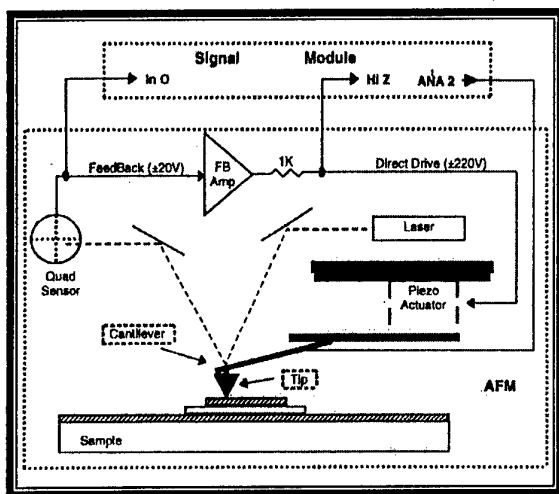 Signal Module
In 0
HI Z
ANA 2
FeedBack (±20V)
FB
Amp
1K
Direct Drive (±220V)
Laser
Quad
Sensor
Piezo
Actuator
Cantilever
Tip
AFM
Sample